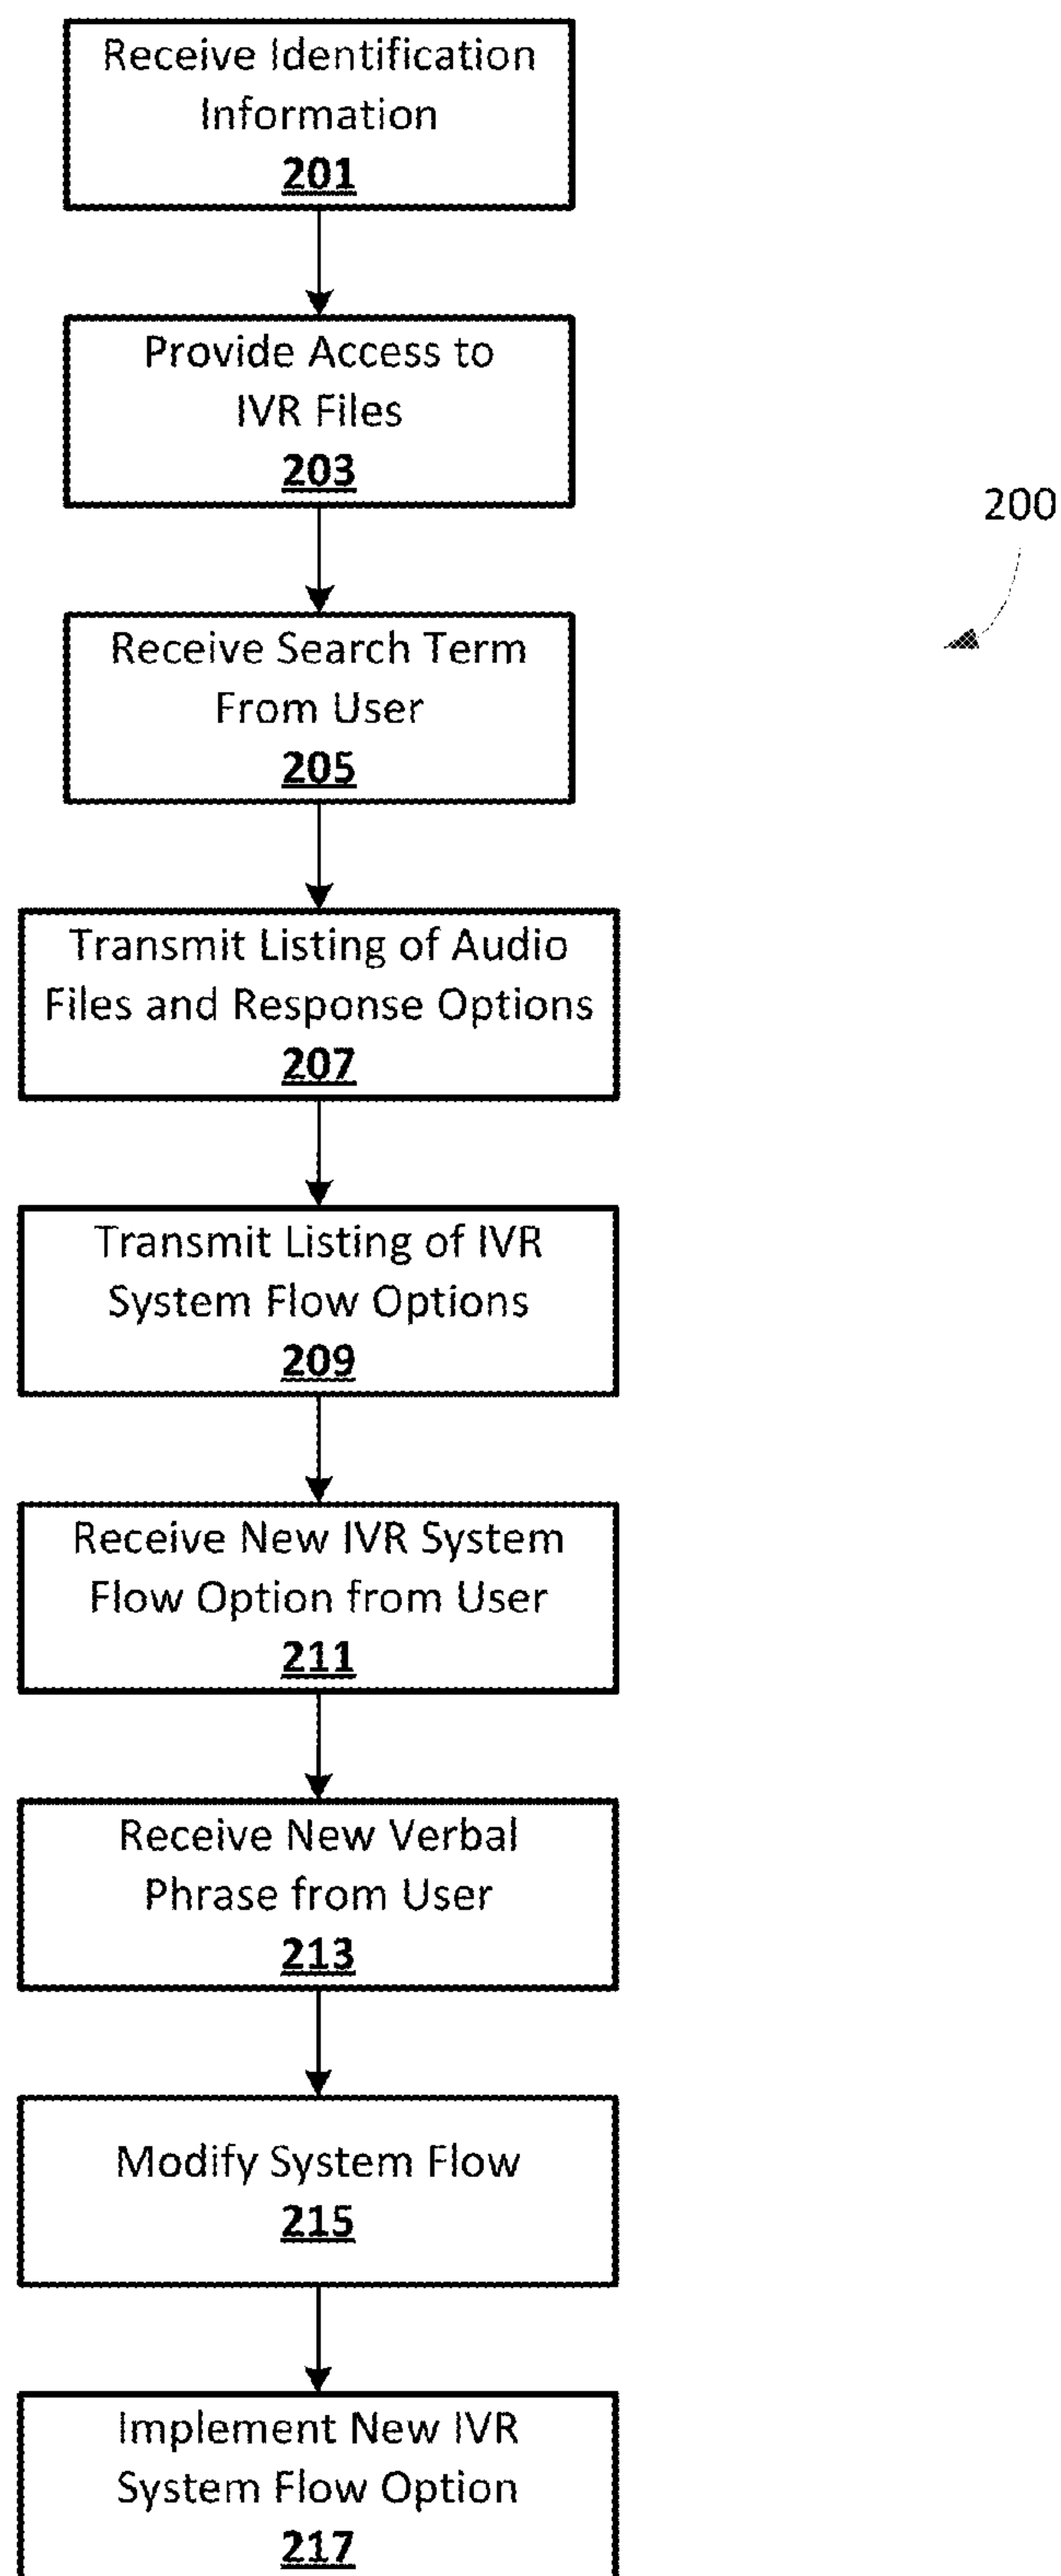 Receive Identification
Information
201
Provide Access to
IVR Files
203
200
Receive Search Term
From User
205
Transmit Listing of Audio
Files and Response Options
207
Transmit Listing of IVR
System Flow Options
209
Receive New IVR System
Flow Option from User
211
Receive New Verbal
Phrase from User
213
Modify System Flow
215
Implement New IVR
System Flow Option
217